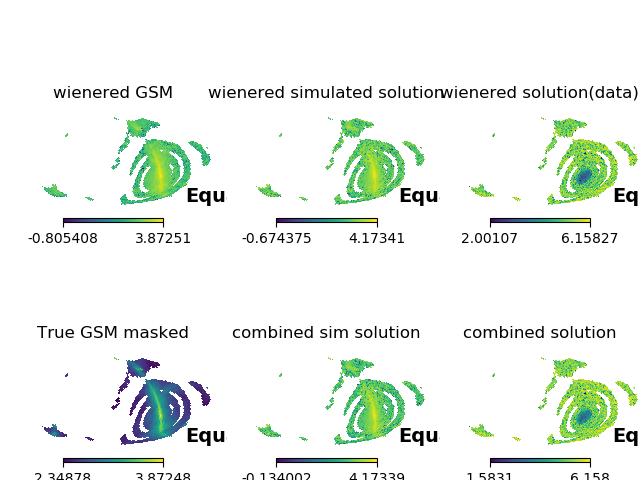 wienered GSM
wienered simulated solution
wienered solution(data)
Equ
Equ
Eq
-0.805408 3.87251
-0.674375 4.17341
2.00107 6.15827
True GSM masked
combined sim solution
combined solution
Equ
Equ
Eq
2.34878 3.87248
-0.134002 4.17339
1.5831 6.158